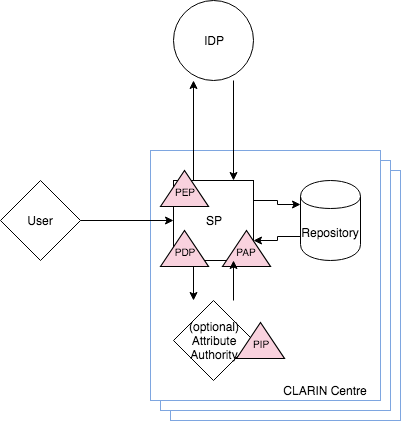 IDP
PEP
User
SP
Repository
PDP
PAP
(optional)
Attribute
Authority
PIP
CLARIN Centre